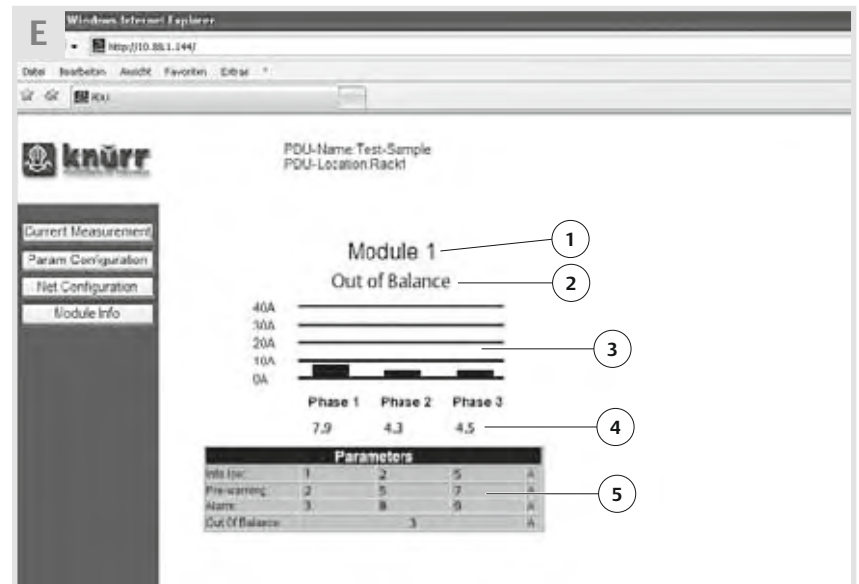 E
Windows Internet Explorer
http://10.88.1.144/
Datei Bearbeiten Ansicht Favoriten Extras ?
PDU
knürr
PDU-Name:Test-Sample
PDU-Location:Rack1
Current Measurement
Param Configuration
Net Configuration
Module Info
Module 1
1
Out of Balance
2
40A
30A
20A
10A
0A
3
Phase 1 Phase 2 Phase 3
7.9 4.3 4.5
4
Parameters
Info low: 1 2 5 A
Pre-warning: 2 5 7 A
Alarm: 3 8 9 A
Out Of Balance: 3 A
5